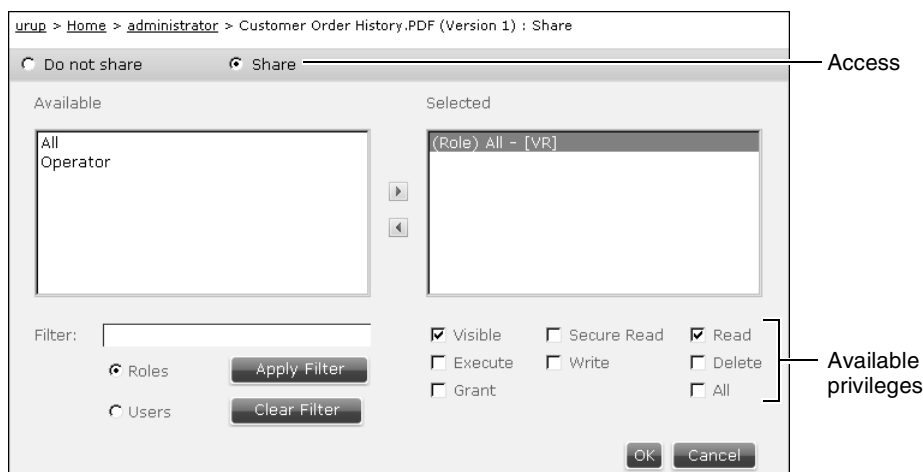 urup > Home > administrator > Customer Order History.PDF (Version 1) : Share
Do not share
Share
Access
Available
Selected
All
Operator
(Role) All - [VR]
Filter:
Roles
Apply Filter
Users
Clear Filter
Visible
Secure Read
Read
Execute
Write
Delete
Grant
All
Available
privileges
OK
Cancel